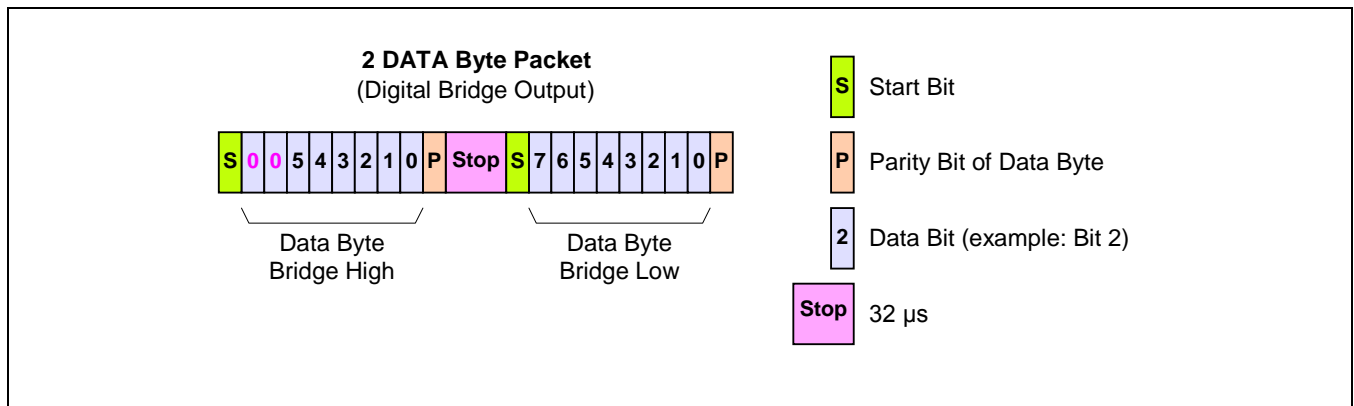 2 DATA Byte Packet
(Digital Bridge Output)
S 0 0 5 4 3 2 1 0 P Stop S 7 6 5 4 3 2 1 0 P
Data Byte
Bridge High
Data Byte
Bridge Low
S Start Bit
P Parity Bit of Data Byte
2 Data Bit (example: Bit 2)
Stop 32 µs